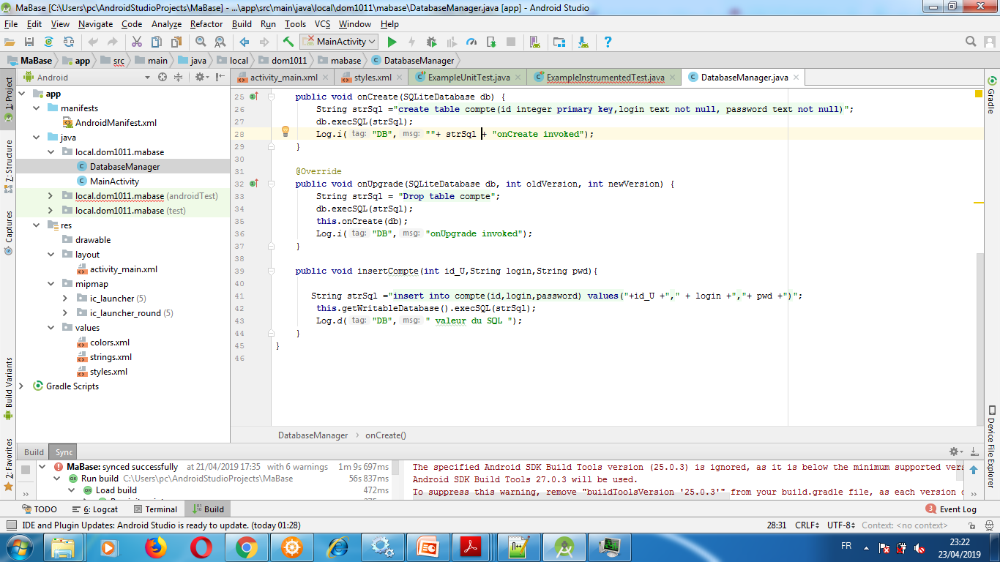 MaBase [C:\Users\pc\AndroidStudioProjects\MaBase] - ...\app\src\main\java\local\dom1011\mabase\DatabaseManager.java [app] - Android Studio
File Edit View Navigate Code Analyze Refactor Build Run Tools VCS Window Help
MainActivity
MaBase app src main java local dom1011 mabase DatabaseManager
Android
activity_main.xml styles.xml ExampleUnitTest.java ExampleInstrumentedTest.java DatabaseManager.java
1: Project
7: Structure
Captures
Build Variants
2: Favorites
app
manifests
AndroidManifest.xml
java
local.dom1011.mabase
DatabaseManager
MainActivity
local.dom1011.mabase (androidTest)
local.dom1011.mabase (test)
res
drawable
layout
activity_main.xml
mipmap
ic_launcher (5)
ic_launcher_round (5)
values
colors.xml
strings.xml
styles.xml
Gradle Scripts
25 public void onCreate(SQLiteDatabase db) {
26 String strSql ="create table compte(id integer primary key,login text not null, password text not null)";
27 db.execSQL(strSql);
28 Log.i( tag: "DB", msg: ""+ strSql + "onCreate invoked");
29 }
30
31 @Override
32 public void onUpgrade(SQLiteDatabase db, int oldVersion, int newVersion) {
33 String strSql = "Drop table compte";
34 db.execSQL(strSql);
35 this.onCreate(db);
36 Log.i( tag: "DB", msg: "onUpgrade invoked");
37 }
38
39 public void insertCompte(int id_U,String login,String pwd){
40
41 String strSql ="insert into compte(id,login,password) values("+id_U +"," + login +","+ pwd +")";
42 this.getWritableDatabase().execSQL(strSql);
43 Log.d( tag: "DB", msg: " valeur du SQL ");
44 }
45 }
46
DatabaseManager › onCreate()
Gradle
Device File Explorer
Build Sync
MaBase: synced successfully at 21/04/2019 17:35 with 6 warnings 1m 9s 697ms
Run build C:\Users\pc\AndroidStudioProjects\MaBase 56s 837ms
Load build 472ms
The specified Android SDK Build Tools version (25.0.3) is ignored, as it is below the minimum supported
Android SDK Build Tools 27.0.3 will be used.
To suppress this warning, remove "buildToolsVersion '25.0.3'" from your build.gradle file, as each version
TODO 6: Logcat Terminal Build 3 Event Log
IDE and Plugin Updates: Android Studio is ready to update. (today 01:28) 28:31 CRLF UTF-8 Context: <no context>
FR 23:22
23/04/2019